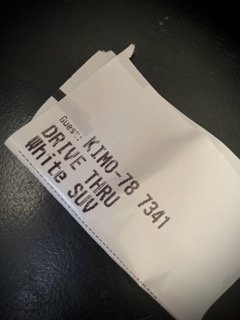 Guest: KIMO-78 7341
DRIVE THRU
White SUV